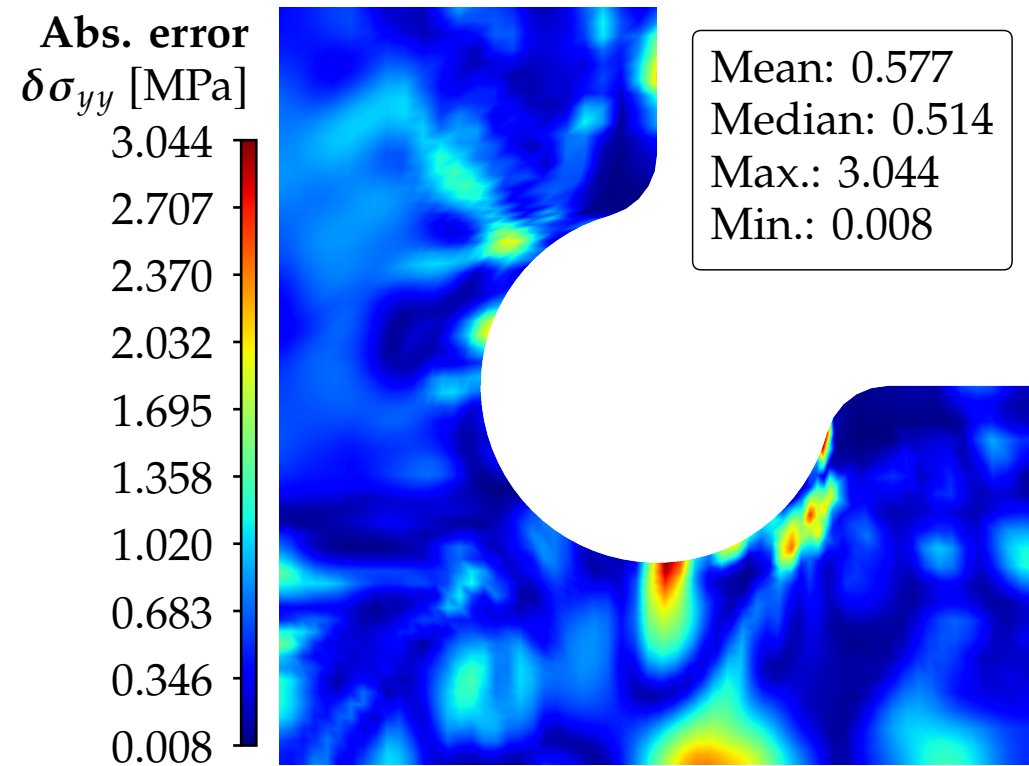 Abs. error
δσyy [MPa]
3.044
2.707
2.370
2.032
1.695
1.358
1.020
0.683
0.346
0.008
Mean: 0.577
Median: 0.514
Max.: 3.044
Min.: 0.008